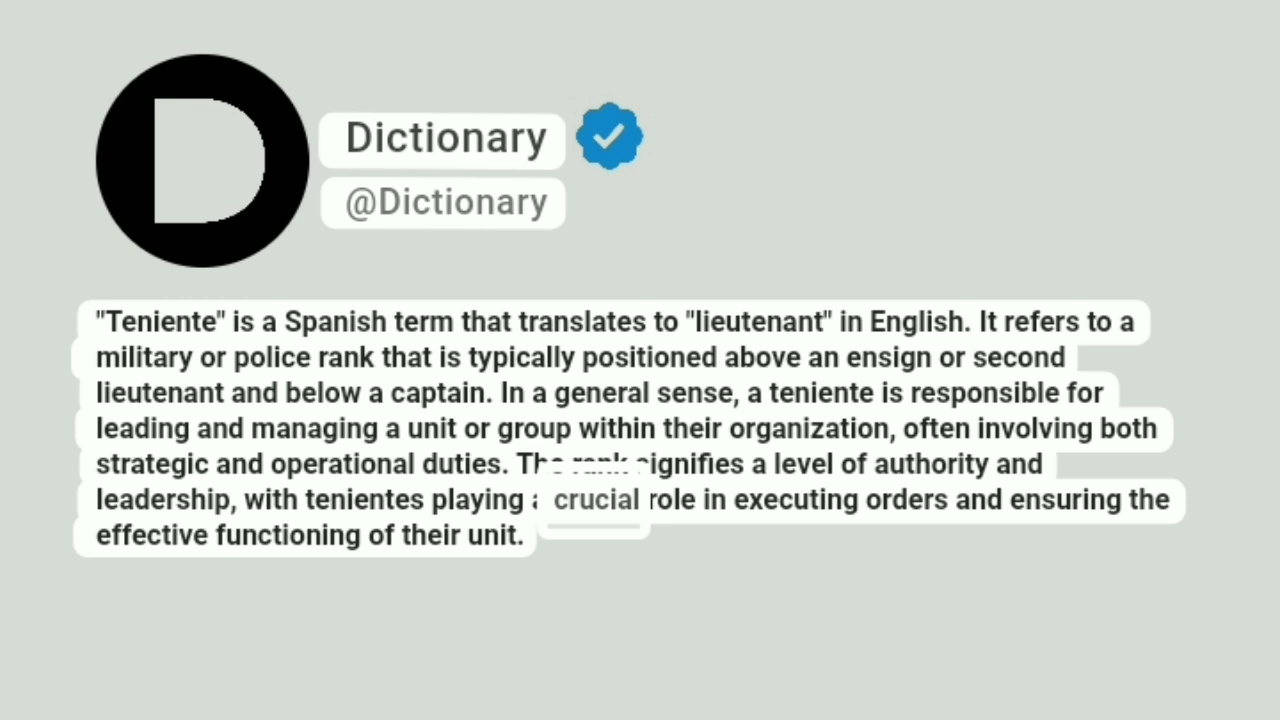 D
Dictionary
@Dictionary
"Teniente" is a Spanish term that translates to "lieutenant" in English. It refers to a
military or police rank that is typically positioned above an ensign or second
lieutenant and below a captain. In a general sense, a teniente is responsible for
leading and managing a unit or group within their organization, often involving both
strategic and operational duties. The rank signifies a level of authority and
leadership, with tenientes playing a crucial role in executing orders and ensuring the
effective functioning of their unit.